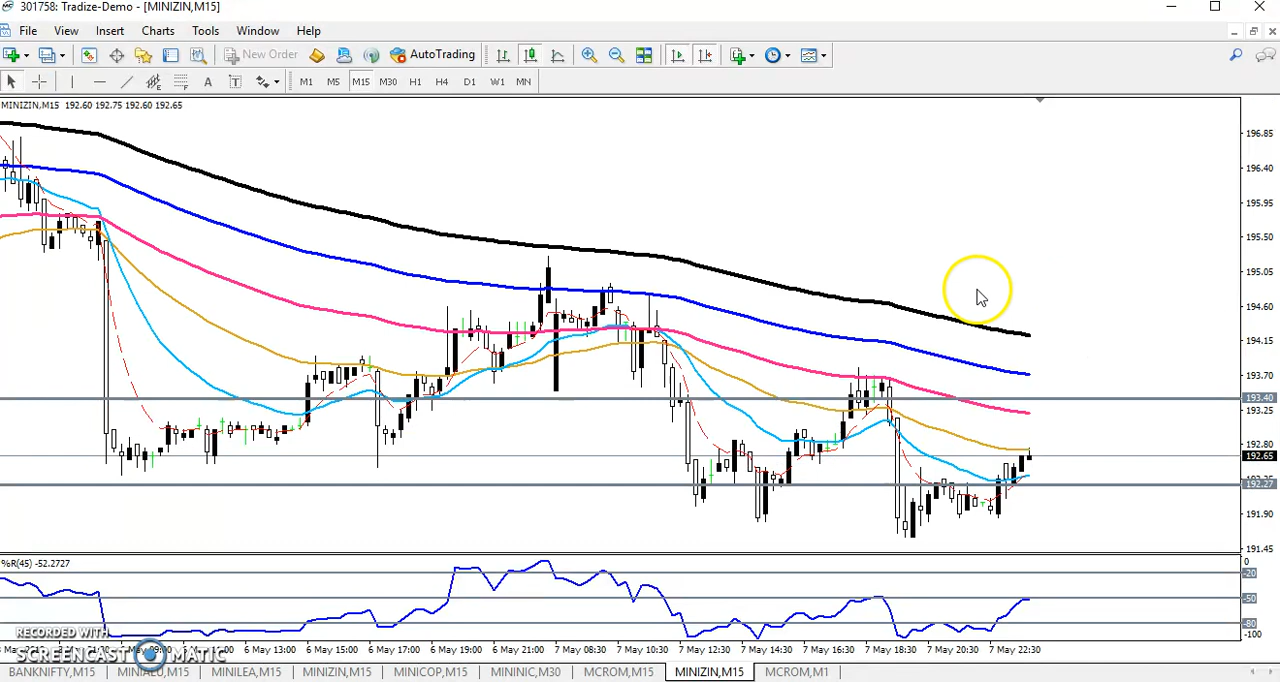 301758: Tradize-Demo - [MINIZIN,M15]
File View Insert Charts Tools Window Help
New Order AutoTrading
A T M1 M5 M15 M30 H1 H4 D1 W1 MN
MINIZIN,M15 192.60 192.75 192.60 192.65
196.85
196.40
195.95
195.50
195.05
194.60
194.15
193.70
193.40
193.25
192.80
192.65
192.27
191.90
191.45
%R(45) -52.2727
0
-20
-50
-80
-100
RECORDED WITH
SCREENCAST MATIC
6 May 13:00 6 May 15:00 6 May 17:00 6 May 19:00 6 May 21:00 7 May 08:30 7 May 10:30 7 May 12:30 7 May 14:30 7 May 16:30 7 May 18:30 7 May 20:30 7 May 22:30
BANKNIFTY,M15 MINIALU,M15 MINILEA,M15 MINIZIN,M15 MINICOP,M15 MININIC,M30 MCROM,M15 MINIZIN,M15 MCROM,M1